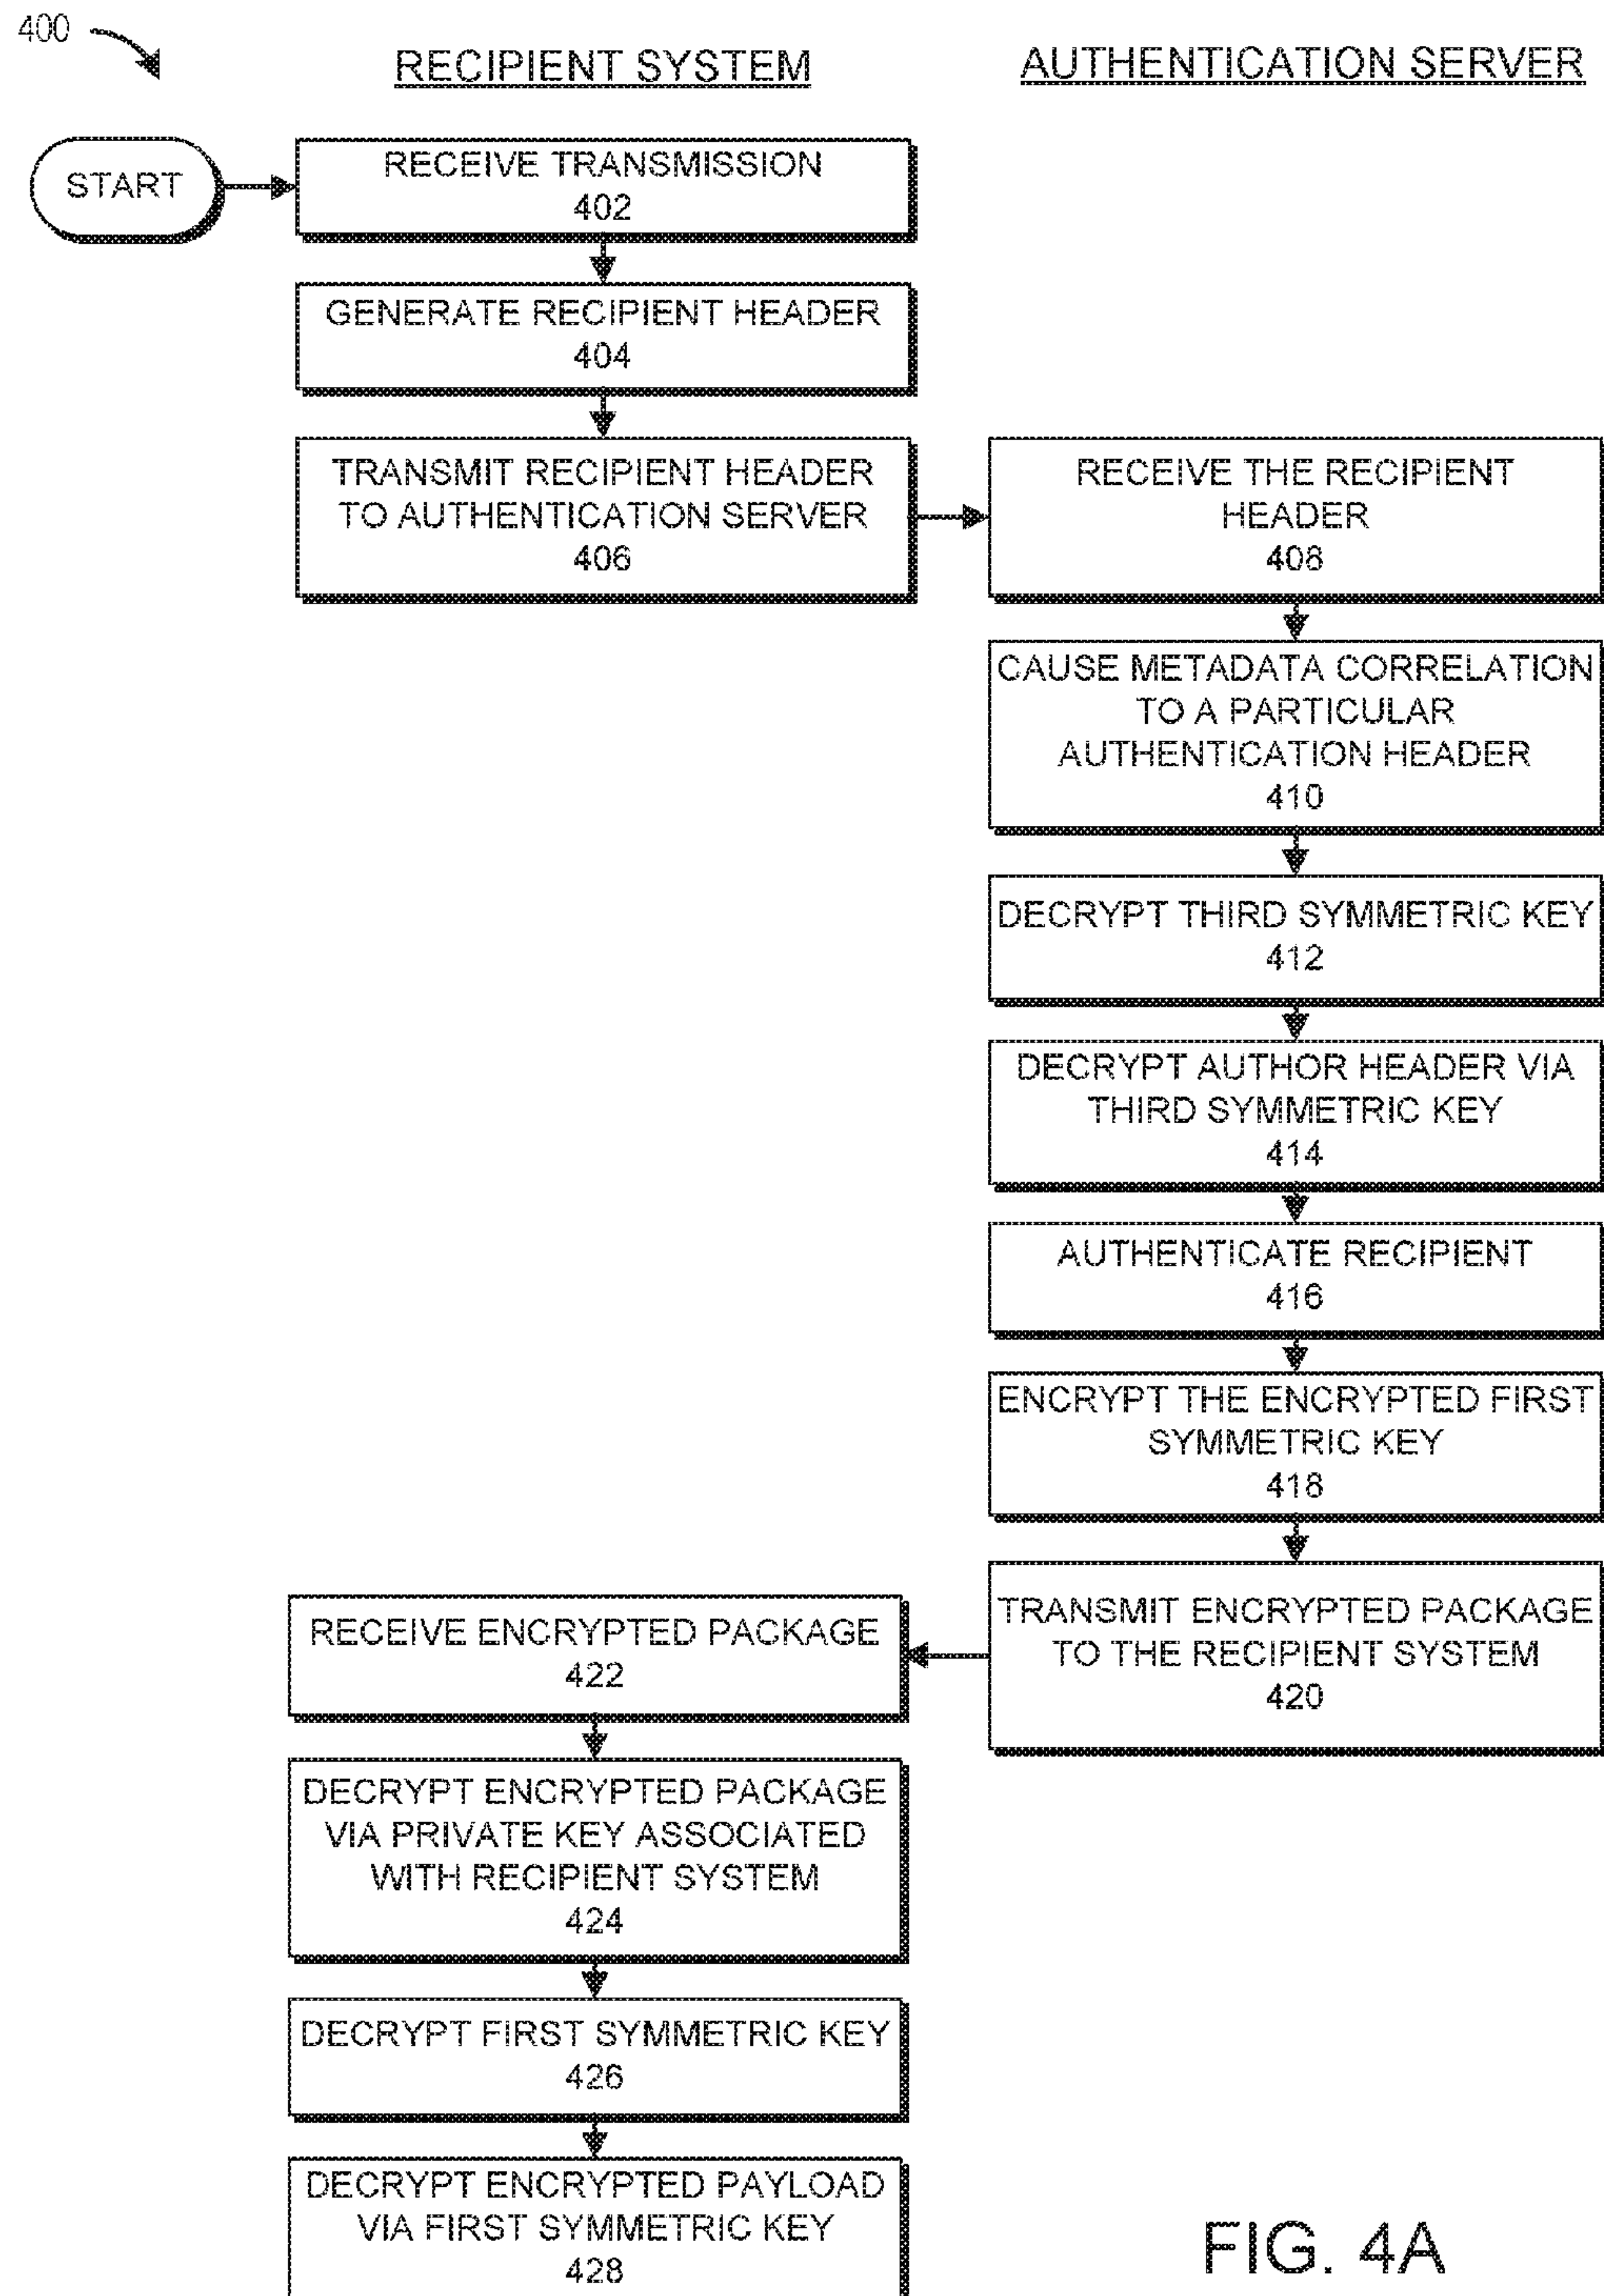 400
RECIPIENT SYSTEM
AUTHENTICATION SERVER
START
RECEIVE TRANSMISSION
402
GENERATE RECIPIENT HEADER
404
TRANSMIT RECIPIENT HEADER
TO AUTHENTICATION SERVER
406
RECEIVE THE RECIPIENT
HEADER
408
CAUSE METADATA CORRELATION
TO A PARTICULAR
AUTHENTICATION HEADER
410
DECRYPT THIRD SYMMETRIC KEY
412
DECRYPT AUTHOR HEADER VIA
THIRD SYMMETRIC KEY
414
AUTHENTICATE RECIPIENT
416
ENCRYPT THE ENCRYPTED FIRST
SYMMETRIC KEY
418
TRANSMIT ENCRYPTED PACKAGE
TO THE RECIPIENT SYSTEM
420
RECEIVE ENCRYPTED PACKAGE
422
DECRYPT ENCRYPTED PACKAGE
VIA PRIVATE KEY ASSOCIATED
WITH RECIPIENT SYSTEM
424
DECRYPT FIRST SYMMETRIC KEY
426
DECRYPT ENCRYPTED PAYLOAD
VIA FIRST SYMMETRIC KEY
428
FIG. 4A